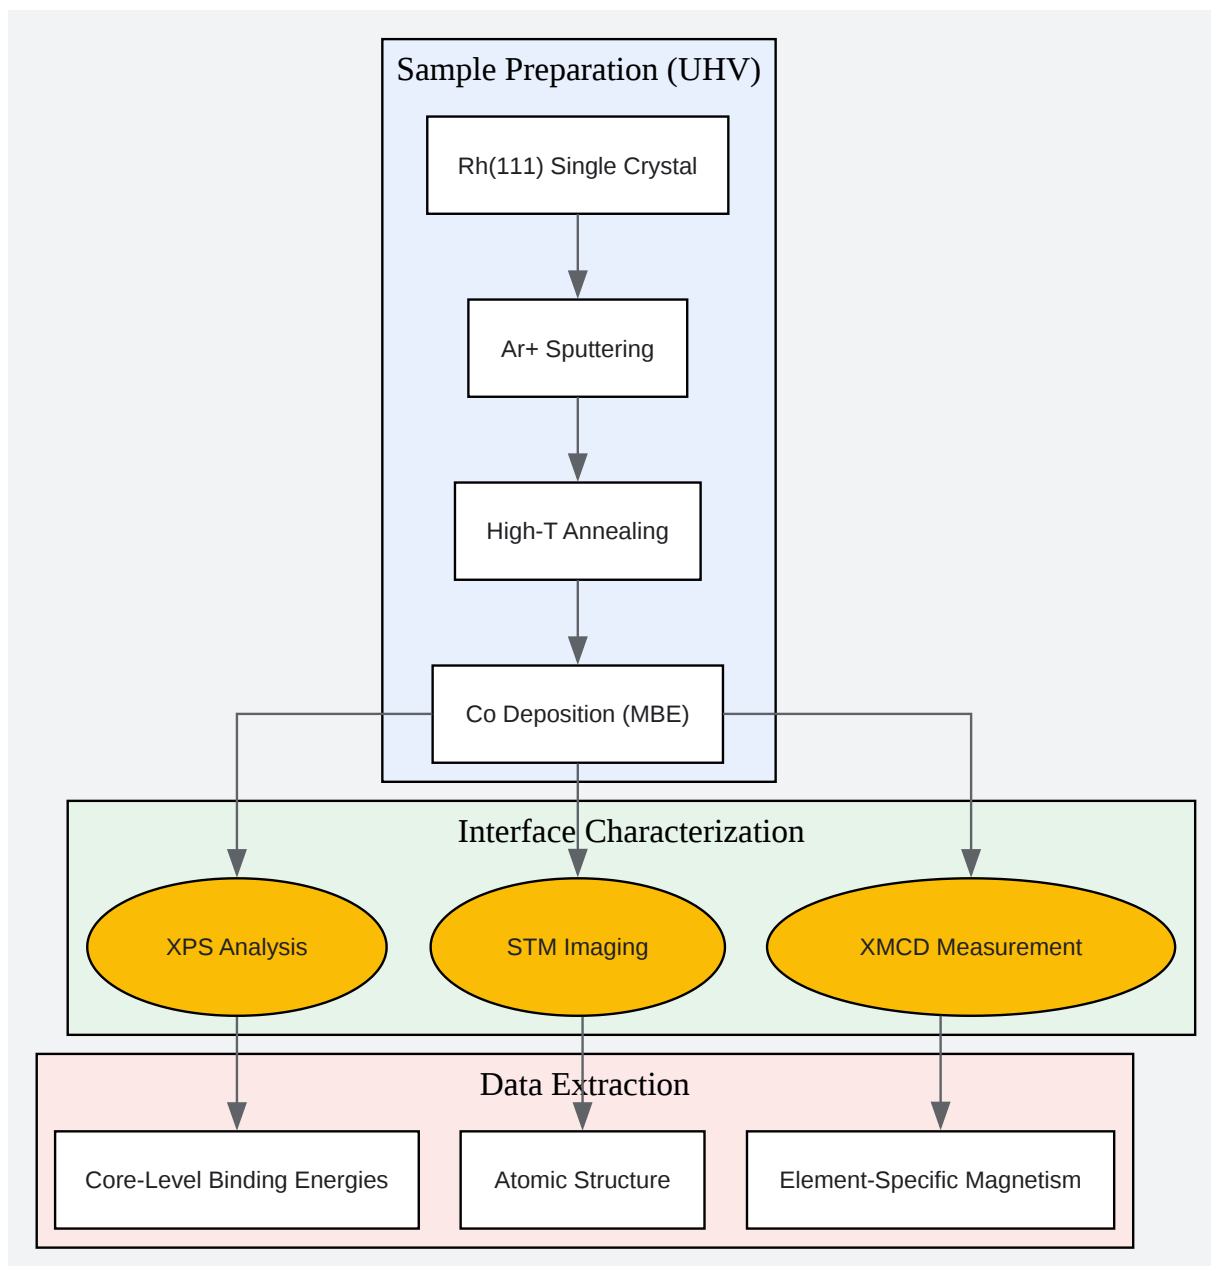 Sample Preparation (UHV)
Rh(111) Single Crystal
Ar+ Sputtering
High-T Annealing
Co Deposition (MBE)
Interface Characterization
XPS Analysis
STM Imaging
XMCD Measurement
Data Extraction
Core-Level Binding Energies
Atomic Structure
Element-Specific Magnetism